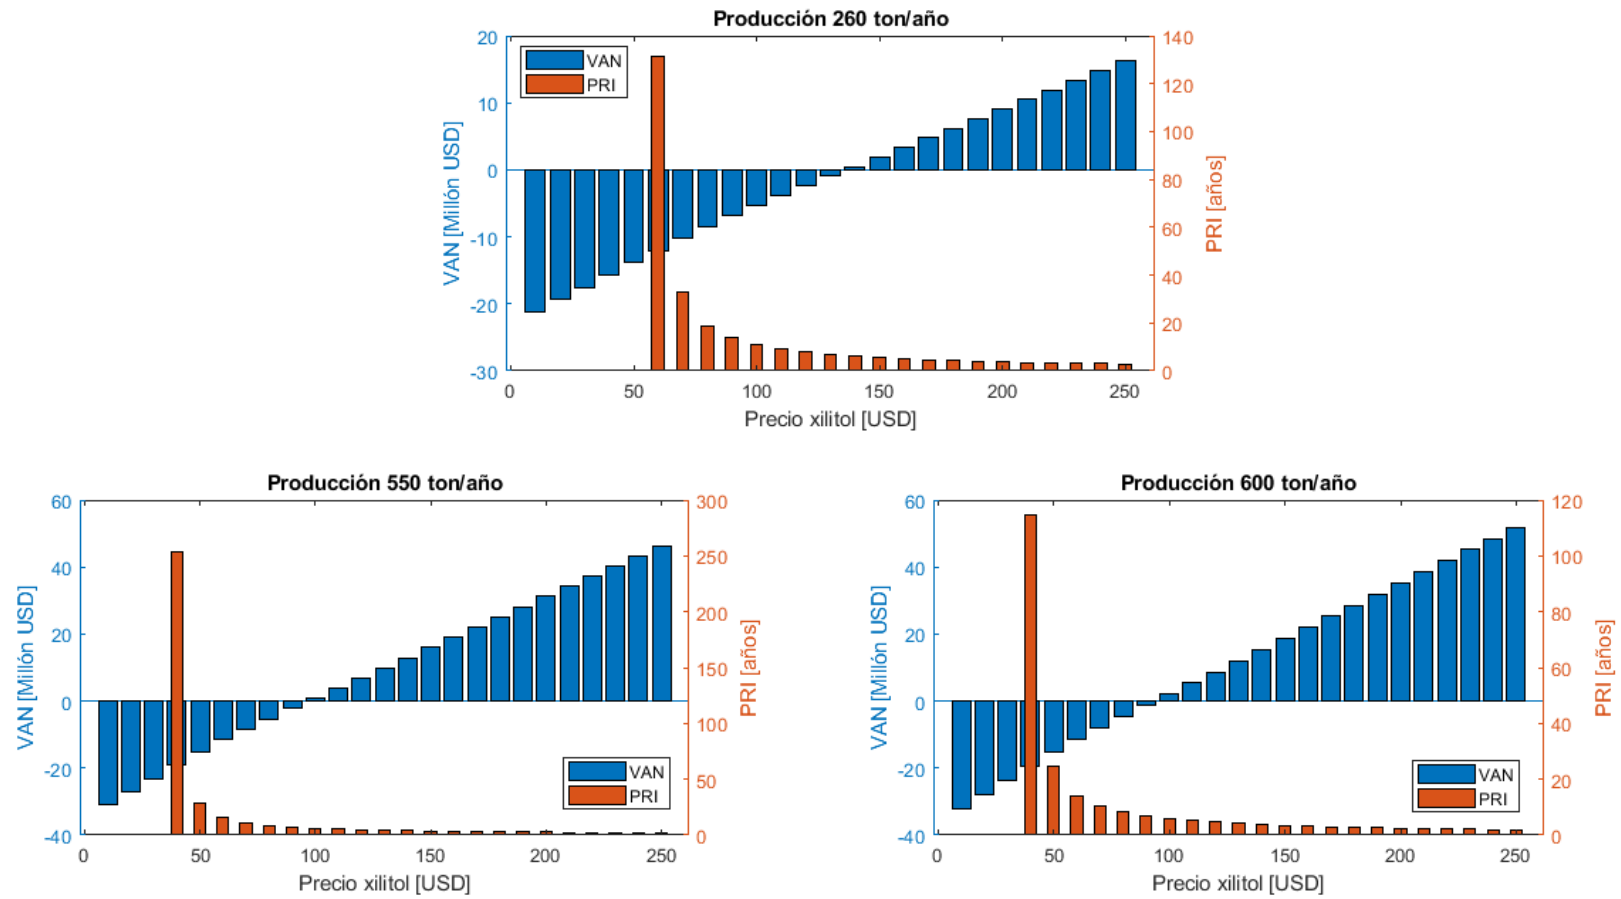 Producción 260 ton/año
20
10
0
-10
-20
-30
VAN [Millón USD]
VAN
PRI
140
120
100
80
60
40
20
0
PRI [años]
0 50 100 150 200 250
Precio xilitol [USD]
Producción 550 ton/año
60
40
20
0
-20
-40
VAN [Millón USD]
VAN
PRI
300
250
200
150
100
50
0
PRI [años]
0 50 100 150 200 250
Precio xilitol [USD]
Producción 600 ton/año
60
40
20
0
-20
-40
VAN [Millón USD]
VAN
PRI
120
100
80
60
40
20
0
PRI [años]
0 50 100 150 200 250
Precio xilitol [USD]